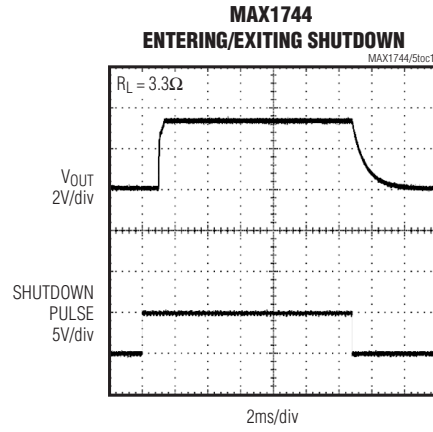 MAX1744
ENTERING/EXITING SHUTDOWN
MAX1744/5toc1
RL = 3.3Ω
VOUT
2V/div
SHUTDOWN
PULSE
5V/div
2ms/div